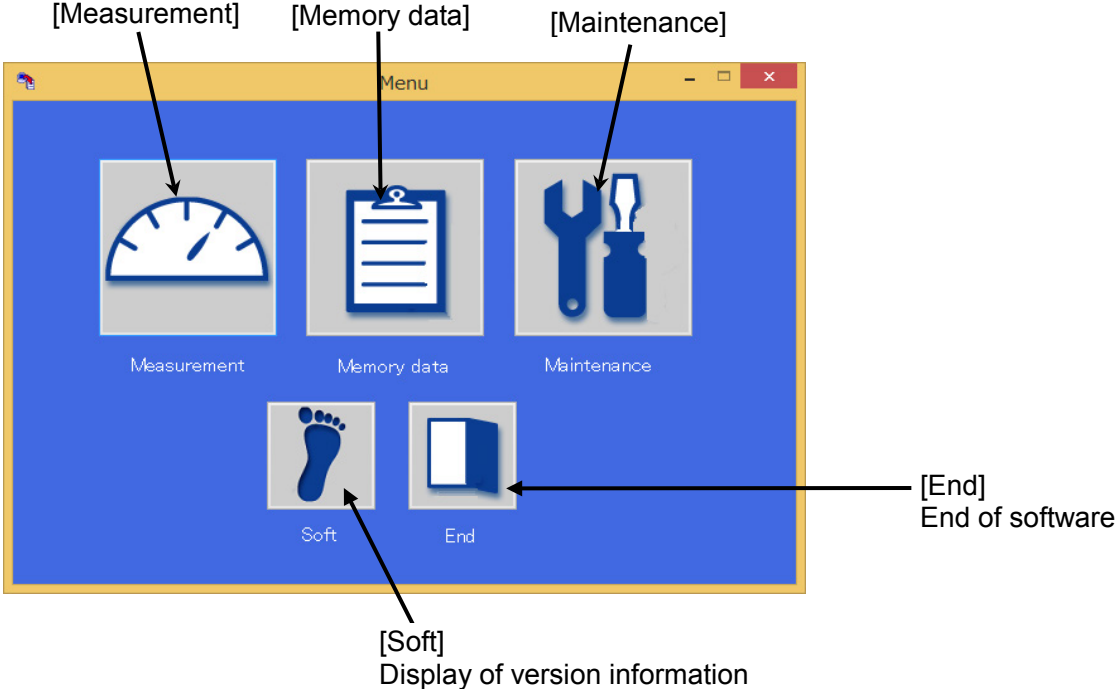 [Measurement]
[Memory data]
[Maintenance]
Menu
Measurement
Memory data
Maintenance
Soft
End
[End]
End of software
[Soft]
Display of version information